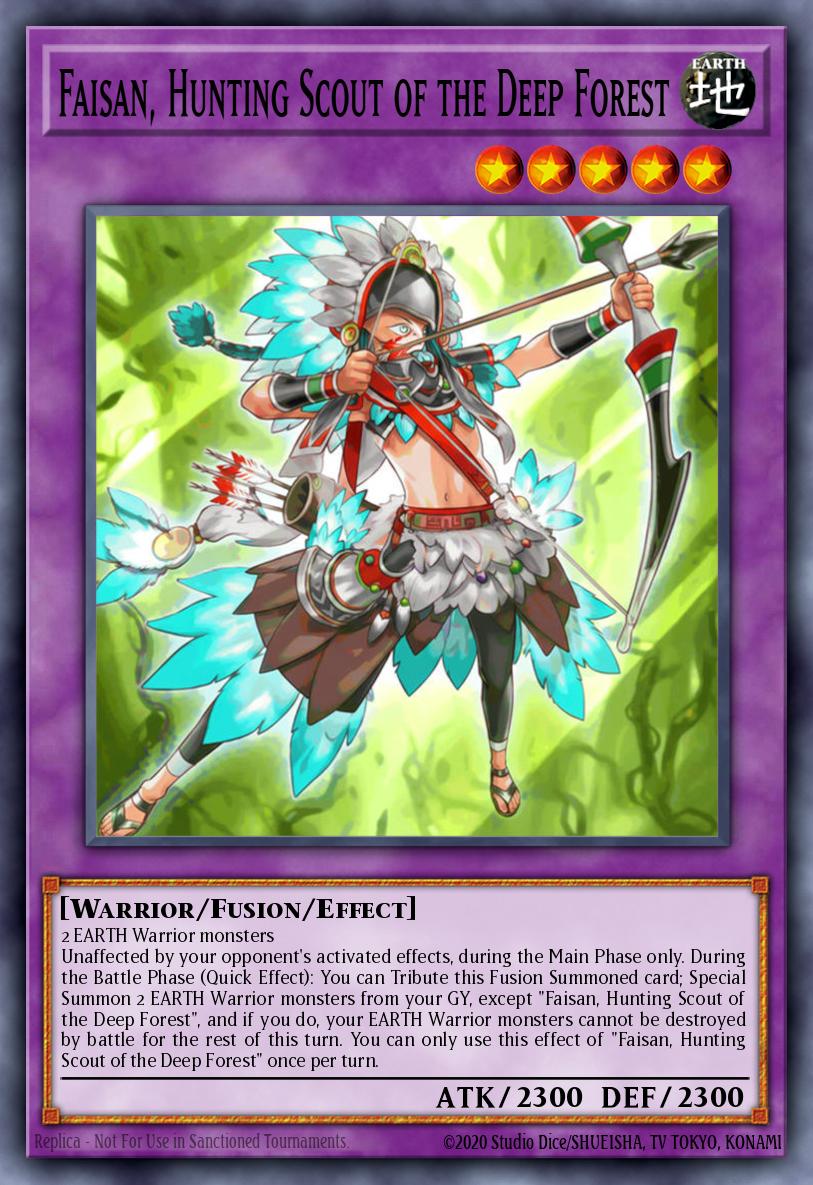 Faisan, Hunting Scout of the Deep Forest
EARTH
地
[Warrior/Fusion/Effect]
2 EARTH Warrior monsters
Unaffected by your opponent's activated effects, during the Main Phase only. During
the Battle Phase (Quick Effect): You can Tribute this Fusion Summoned card; Special
Summon 2 EARTH Warrior monsters from your GY, except "Faisan, Hunting Scout of
the Deep Forest", and if you do, your EARTH Warrior monsters cannot be destroyed
by battle for the rest of this turn. You can only use this effect of "Faisan, Hunting
Scout of the Deep Forest" once per turn.
ATK/2300 DEF/2300
Replica - Not For Use in Sanctioned Tournaments.
©2020 Studio Dice/SHUEISHA, TV TOKYO, KONAMI